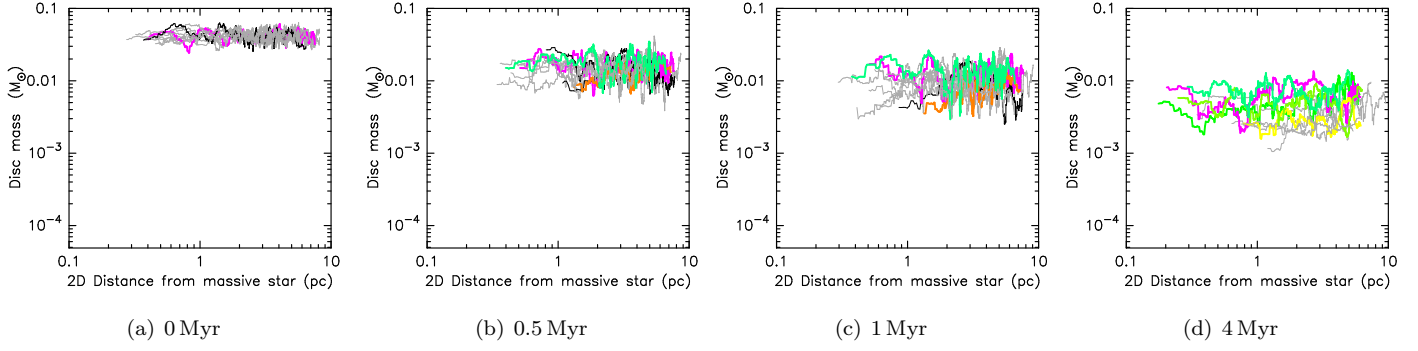 0.1
0.01
10⁻³
10⁻⁴
Disc mass (M⊙)
0.1 1 10
2D Distance from massive star (pc)
(a) 0 Myr
0.1
0.01
10⁻³
10⁻⁴
Disc mass (M⊙)
0.1 1 10
2D Distance from massive star (pc)
(b) 0.5 Myr
0.1
0.01
10⁻³
10⁻⁴
Disc mass (M⊙)
0.1 1 10
2D Distance from massive star (pc)
(c) 1 Myr
0.1
0.01
10⁻³
10⁻⁴
Disc mass (M⊙)
0.1 1 10
2D Distance from massive star (pc)
(d) 4 Myr